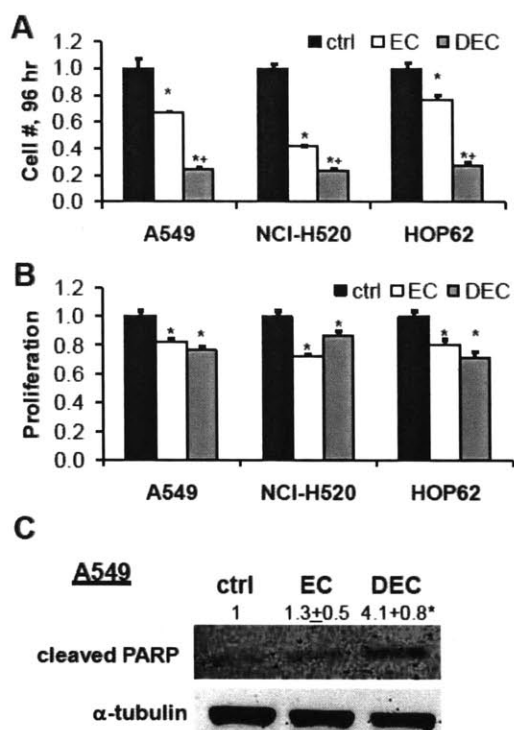 A
ctrl EC DEC
Cell #, 96 hr
1.2
1.0
0.8
0.6
0.4
0.2
0.0
* *+ * *+ * *+
A549 NCI-H520 HOP62
B
ctrl EC DEC
Proliferation
1.2
1.0
0.8
0.6
0.4
0.2
0.0
* * * * * *
A549 NCI-H520 HOP62
C
A549
ctrl EC DEC
1 1.3±0.5 4.1+0.8*
cleaved PARP
α-tubulin